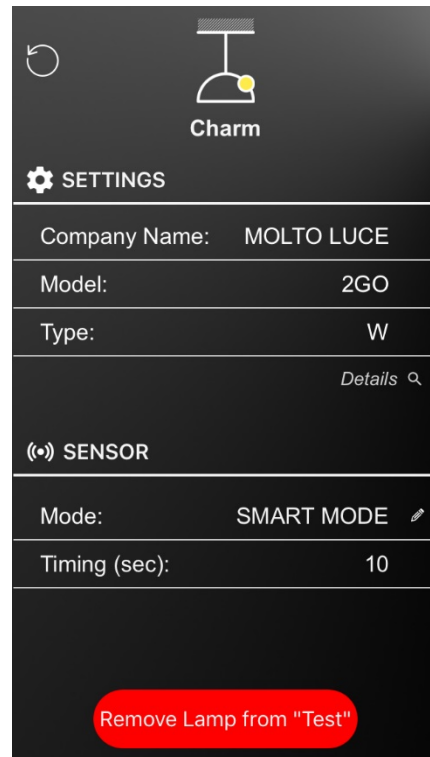 Charm
SETTINGS
Company Name: MOLTO LUCE
Model: 2GO
Type: W
Details
SENSOR
Mode: SMART MODE
Timing (sec): 10
Remove Lamp from "Test"